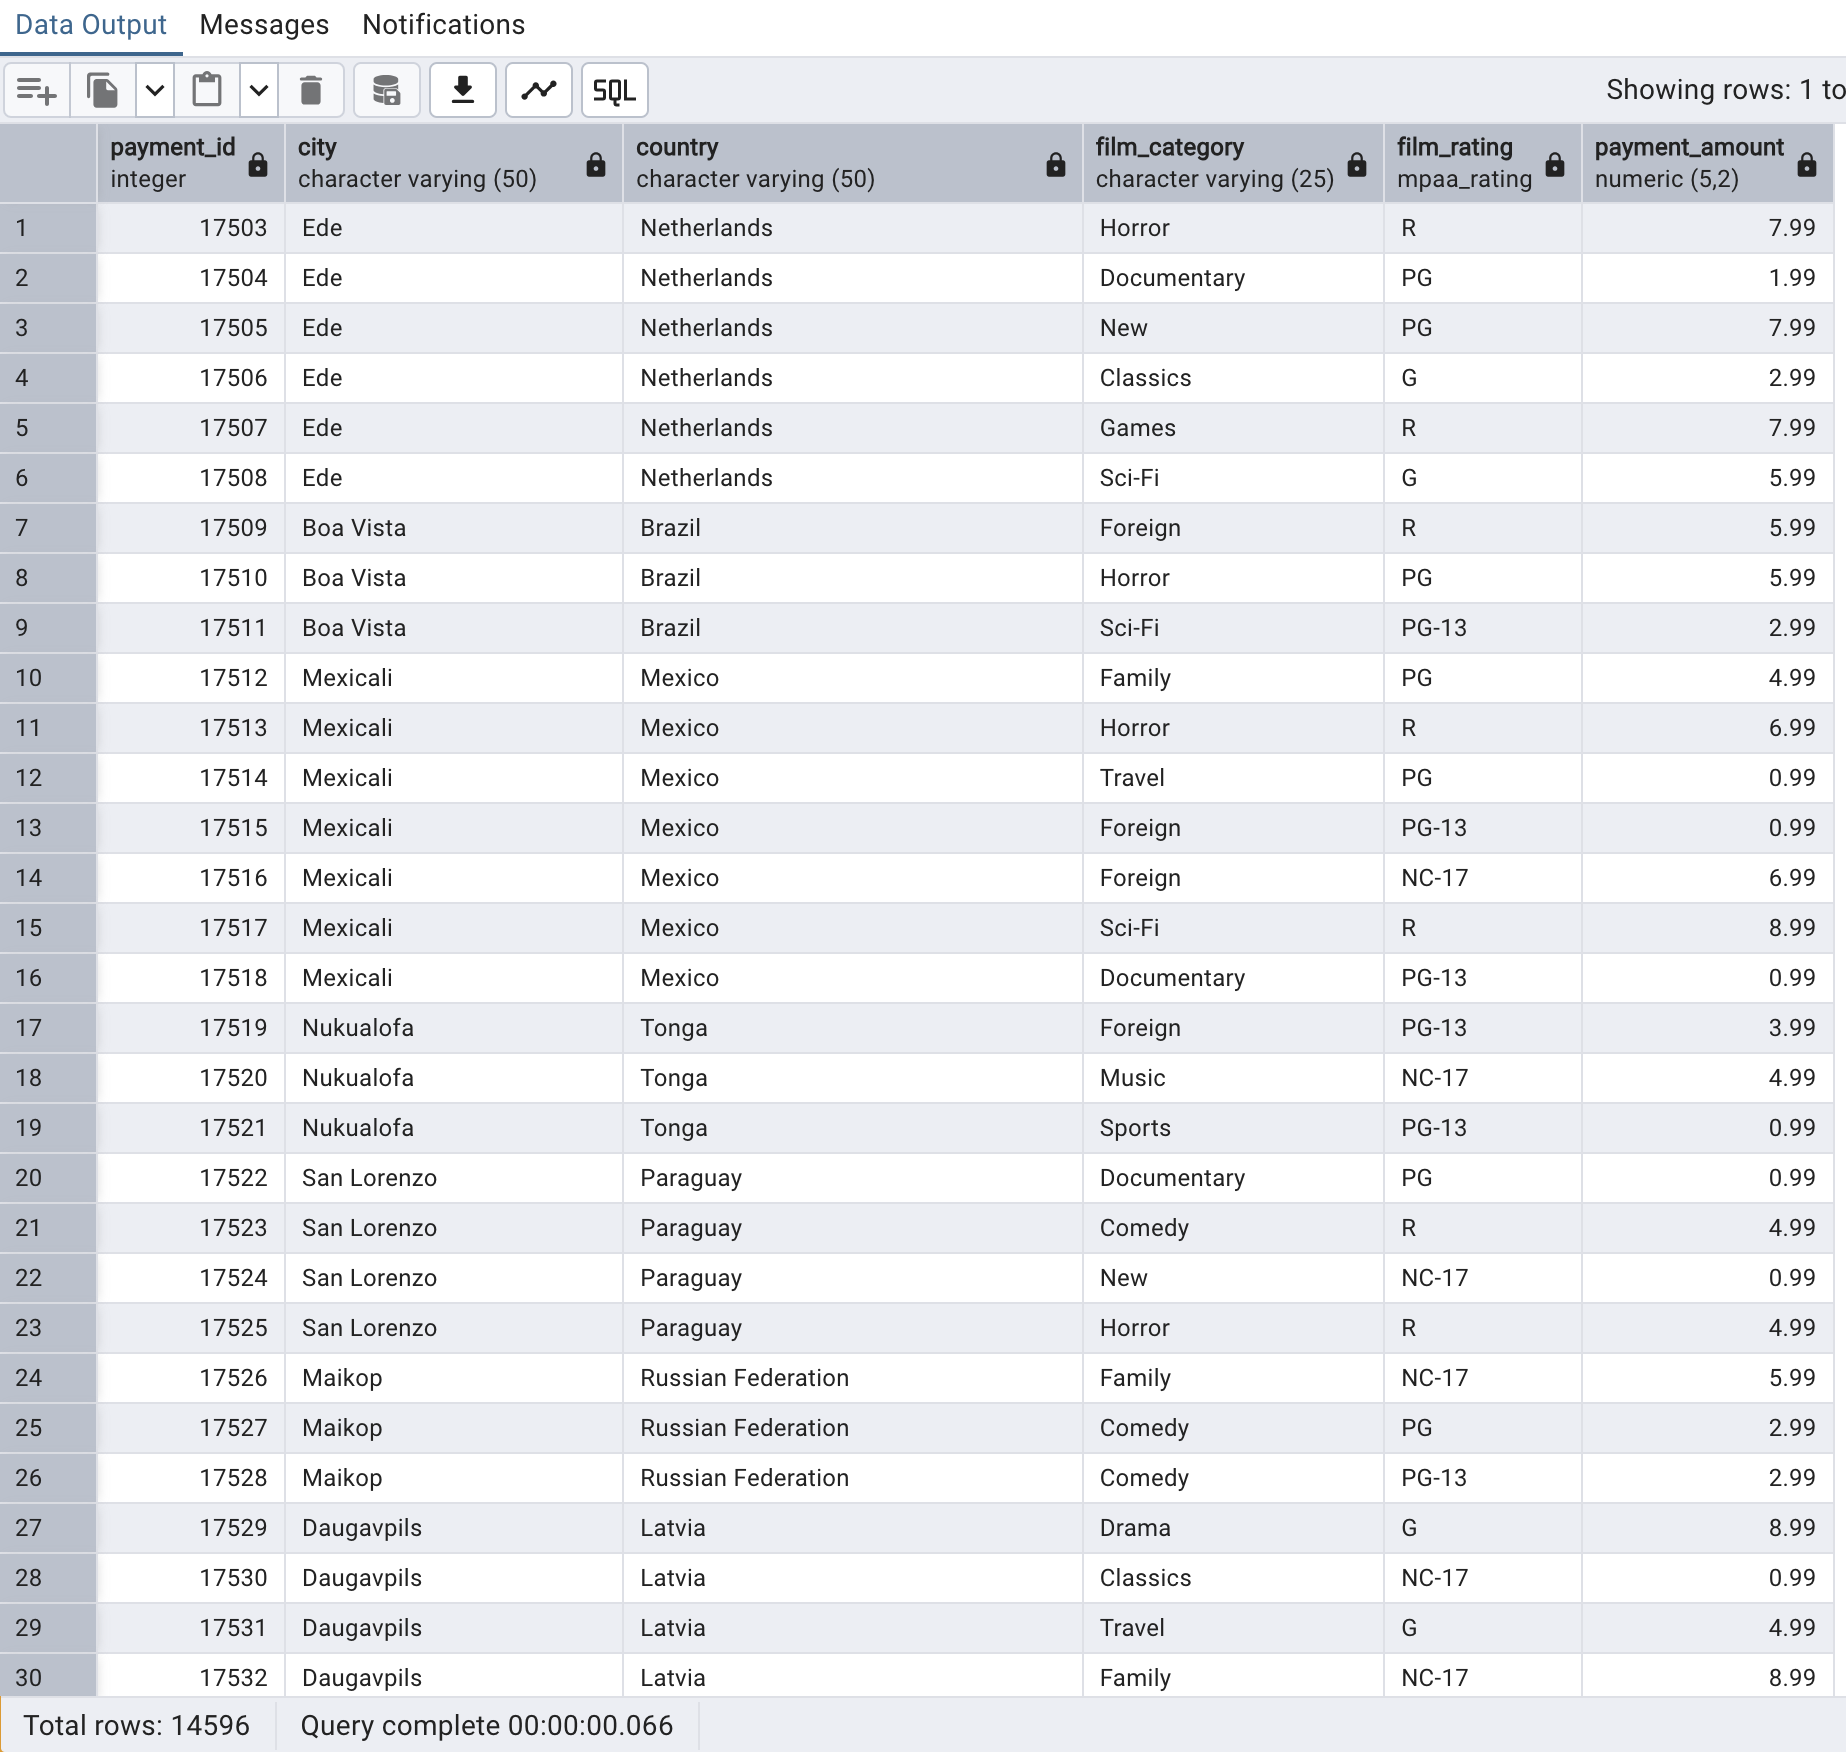 Data Output Messages Notifications
SQL Showing rows: 1 to
payment_id city country film_category film_rating payment_amount
integer character varying (50) character varying (50) character varying (25) mpaa_rating numeric (5,2)
1 17503 Ede Netherlands Horror R 7.99
2 17504 Ede Netherlands Documentary PG 1.99
3 17505 Ede Netherlands New PG 7.99
4 17506 Ede Netherlands Classics G 2.99
5 17507 Ede Netherlands Games R 7.99
6 17508 Ede Netherlands Sci-Fi G 5.99
7 17509 Boa Vista Brazil Foreign R 5.99
8 17510 Boa Vista Brazil Horror PG 5.99
9 17511 Boa Vista Brazil Sci-Fi PG-13 2.99
10 17512 Mexicali Mexico Family PG 4.99
11 17513 Mexicali Mexico Horror R 6.99
12 17514 Mexicali Mexico Travel PG 0.99
13 17515 Mexicali Mexico Foreign PG-13 0.99
14 17516 Mexicali Mexico Foreign NC-17 6.99
15 17517 Mexicali Mexico Sci-Fi R 8.99
16 17518 Mexicali Mexico Documentary PG-13 0.99
17 17519 Nukualofa Tonga Foreign PG-13 3.99
18 17520 Nukualofa Tonga Music NC-17 4.99
19 17521 Nukualofa Tonga Sports PG-13 0.99
20 17522 San Lorenzo Paraguay Documentary PG 0.99
21 17523 San Lorenzo Paraguay Comedy R 4.99
22 17524 San Lorenzo Paraguay New NC-17 0.99
23 17525 San Lorenzo Paraguay Horror R 4.99
24 17526 Maikop Russian Federation Family NC-17 5.99
25 17527 Maikop Russian Federation Comedy PG 2.99
26 17528 Maikop Russian Federation Comedy PG-13 2.99
27 17529 Daugavpils Latvia Drama G 8.99
28 17530 Daugavpils Latvia Classics NC-17 0.99
29 17531 Daugavpils Latvia Travel G 4.99
30 17532 Daugavpils Latvia Family NC-17 8.99
Total rows: 14596 Query complete 00:00:00.066